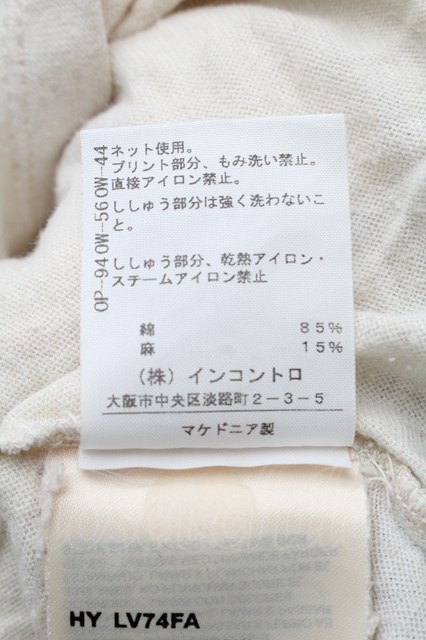 OP-940W-560W-44
ネット使用。
プリント部分、もみ洗い禁止。
直接アイロン禁止。
ししゅう部分は強く洗わないこ
と。
ししゅう部分、乾熱アイロン・
スチームアイロン禁止
綿 85%
麻 15%
(株) インコントロ
大阪市中央区淡路町2-3-5
マケドニア製
HY LV74FA